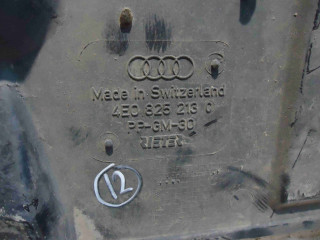 Made in Switzerland
4E0 825 213 C
PP-GM-30
RIETER
12